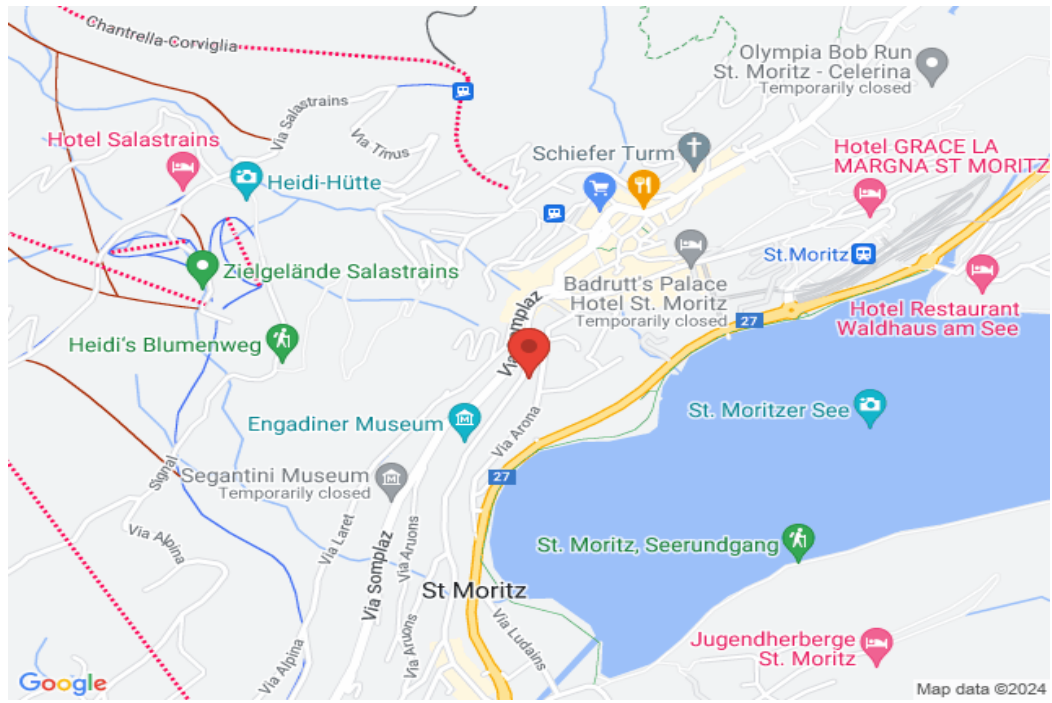 Chantrella-Corviglia
Olympia Bob Run
St. Moritz - Celerina
Temporarily closed
Via Salastrains
Via Tinus
Hotel Salastrains
Schiefer Turm
Hotel GRACE LA
MARGNA ST MORITZ
Heidi-Hütte
St.Moritz
Zielgelände Salastrains
Badrutt's Palace
Hotel St. Moritz
Temporarily closed
Hotel Restaurant
Waldhaus am See
27
Via Somplaz
Heidi's Blumenweg
Engadiner Museum
St. Moritzer See
Via Arona
Segantini Museum
Temporarily closed
27
Signal
Via Alpina
Via Laret
Via Aruons
St. Moritz, Seerundgang
Via Somplaz
St Moritz
Via Aruons
Via Ludains
Via Alpina
Jugendherberge
St. Moritz
Google
Map data ©2024